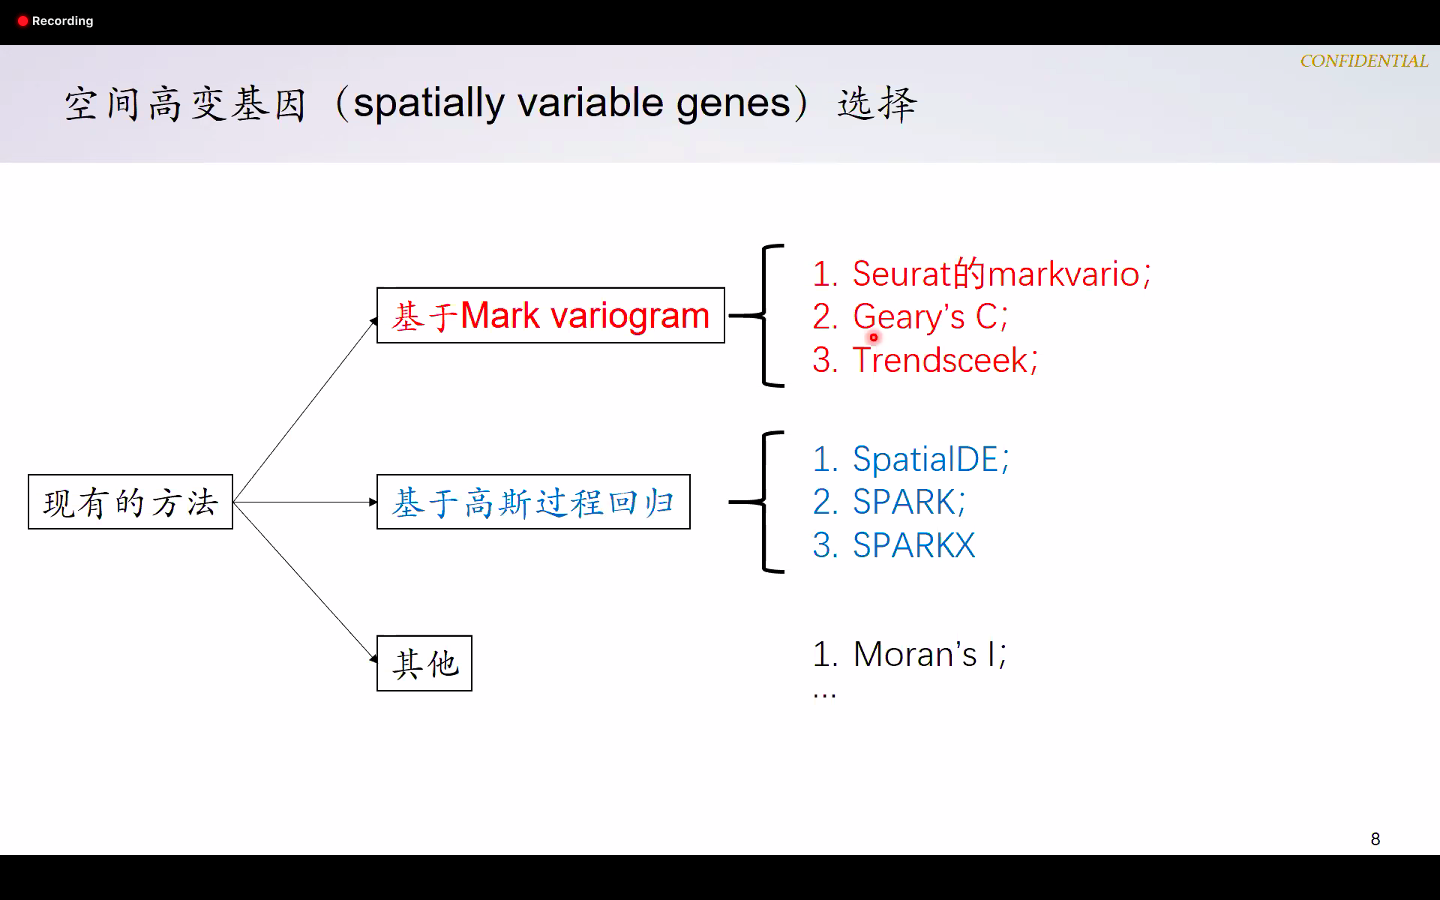 Recording
CONFIDENTIAL
空间高变基因（spatially variable genes）选择
1. Seurat的markvario；
基于Mark variogram
2. Geary’s C；
3. Trendsceek；
1. SpatialDE；
现有的方法
基于高斯过程回归
2. SPARK；
3. SPARKX
其他
1. Moran’s I；
...
8